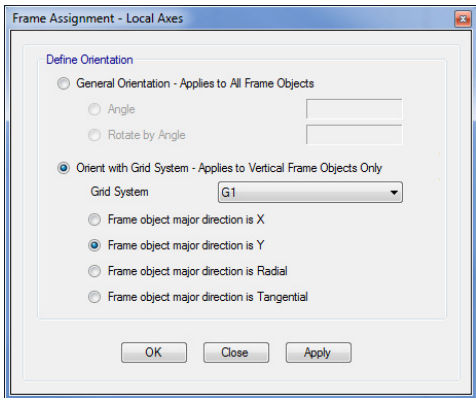 Frame Assignment - Local Axes
Define Orientation
General Orientation - Applies to All Frame Objects
Angle
Rotate by Angle
Orient with Grid System - Applies to Vertical Frame Objects Only
Grid System G1
Frame object major direction is X
Frame object major direction is Y
Frame object major direction is Radial
Frame object major direction is Tangential
OK Close Apply